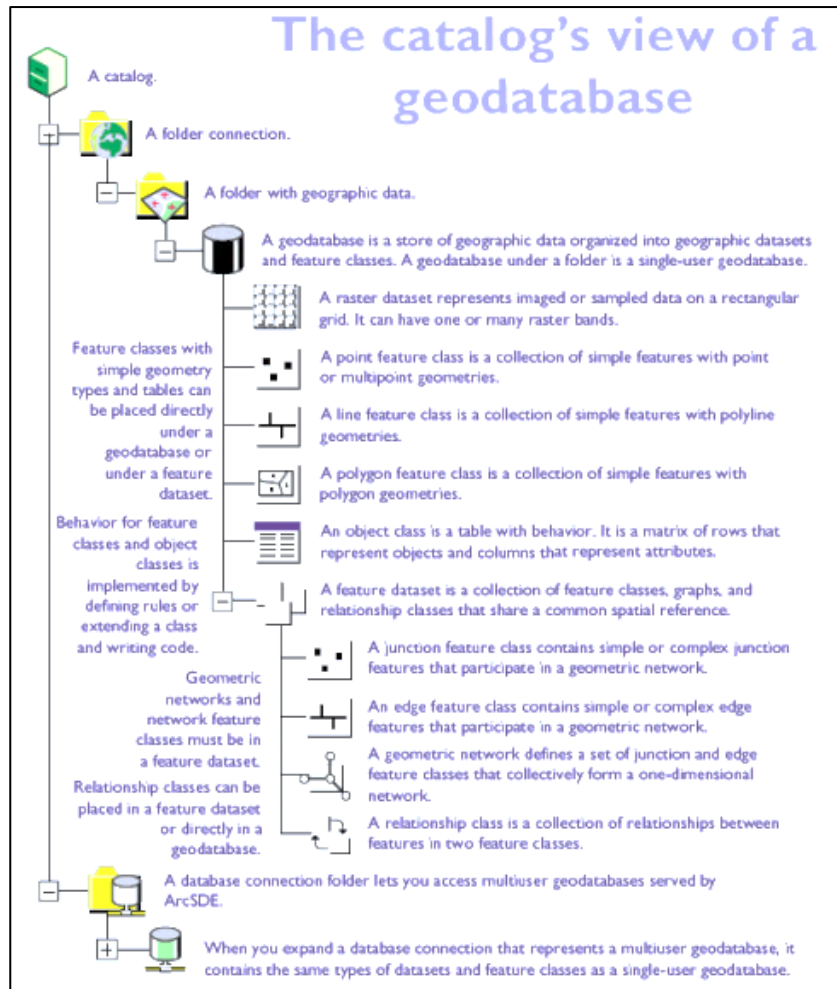 The catalog's view of a
geodatabase
A catalog.
A folder connection.
A folder with geographic data.
A geodatabase is a store of geographic data organized into geographic datasets
and feature classes. A geodatabase under a folder is a single-user geodatabase.
A raster dataset represents imaged or sampled data on a rectangular
grid. It can have one or many raster bands.
Feature classes with
simple geometry
types and tables can
be placed directly
under a
geodatabase or
under a feature
dataset.
A point feature class is a collection of simple features with point
or multipoint geometries.
A line feature class is a collection of simple features with polyline
geometries.
A polygon feature class is a collection of simple features with
polygon geometries.
Behavior for feature
classes and object
classes is
implemented by
defining rules or
extending a class
and writing code.
An object class is a table with behavior. It is a matrix of rows that
represent objects and columns that represent attributes.
A feature dataset is a collection of feature classes, graphs, and
relationship classes that share a common spatial reference.
A junction feature class contains simple or complex junction
features that participate in a geometric network.
Geometric
networks and
network feature
classes must be in
a feature dataset.
An edge feature class contains simple or complex edge
features that participate in a geometric network.
A geometric network defines a set of junction and edge
feature classes that collectively form a one-dimensional
network.
Relationship classes can be
placed in a feature dataset
or directly in a
geodatabase.
A relationship class is a collection of relationships between
features in two feature classes.
A database connection folder lets you access multiuser geodatabases served by
ArcSDE.
When you expand a database connection that represents a multiuser geodatabase, it
contains the same types of datasets and feature classes as a single-user geodatabase.